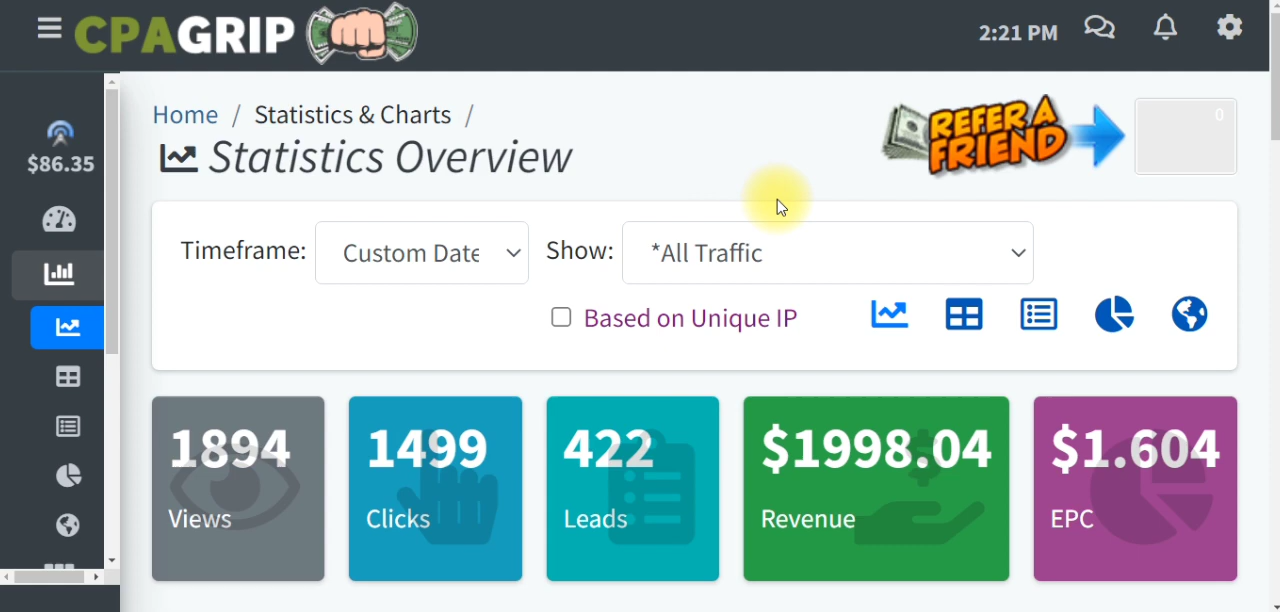 CPAGRIP
2:21 PM
$86.35
Home / Statistics & Charts /
Statistics Overview
REFER A
FRIEND
0
Timeframe: Custom Date Show: *All Traffic
Based on Unique IP
1894 1499 422 $1998.04 $1.604
Views Clicks Leads Revenue EPC